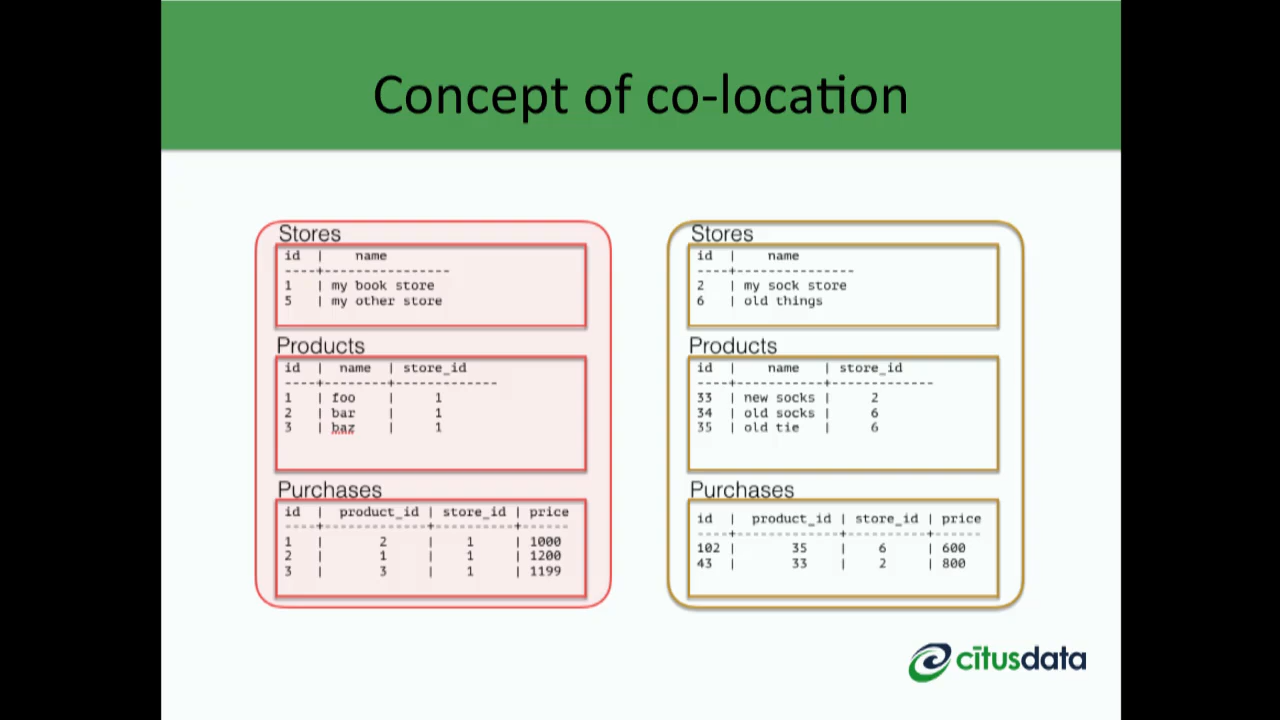 Concept of co-location
Stores
id | name
----+----------------
1 | my book store
5 | my other store
Products
id | name | store_id
----+--------+-------------
1 | foo | 1
2 | bar | 1
3 | baz | 1
Purchases
id | product_id | store_id | price
----+-------------+----------+------
1 | 2 | 1 | 1000
2 | 1 | 1 | 1200
3 | 3 | 1 | 1199
Stores
id | name
----+---------------
2 | my sock store
6 | old things
Products
id | name | store_id
----+-----------+-------------
33 | new socks | 2
34 | old socks | 6
35 | old tie | 6
Purchases
id | product_id | store_id | price
----+-------------+----------+------
102 | 35 | 6 | 600
43 | 33 | 2 | 800
cītusdata